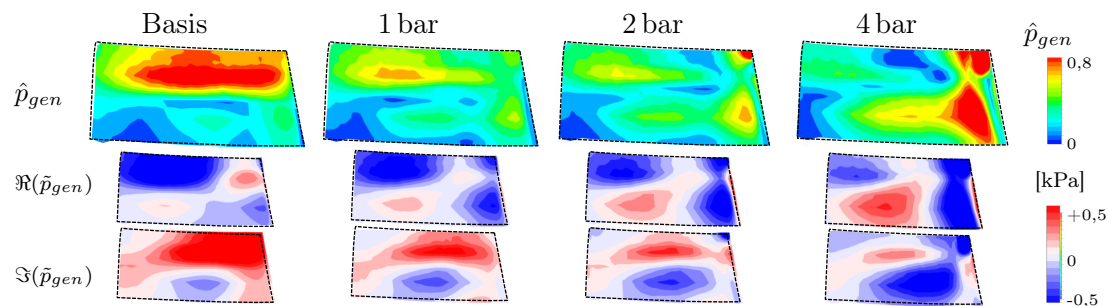 Basis 1 bar 2 bar 4 bar p̂gen
p̂gen 0,8
0
ℜ(p̃gen) [kPa]
+0,5
0
ℑ(p̃gen) -0.5